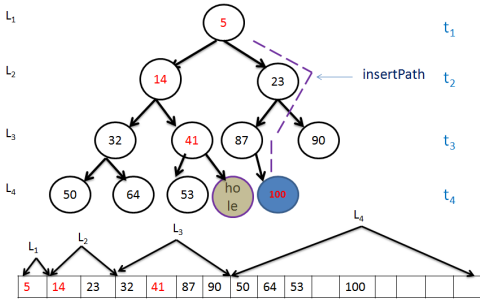 L1 5 t1
L2 14 23 insertPath t2
L3 32 41 87 90 t3
L4 50 64 53 ho
le 100 t4
L1 L2 L3 L4
5 14 23 32 41 87 90 50 64 53 100